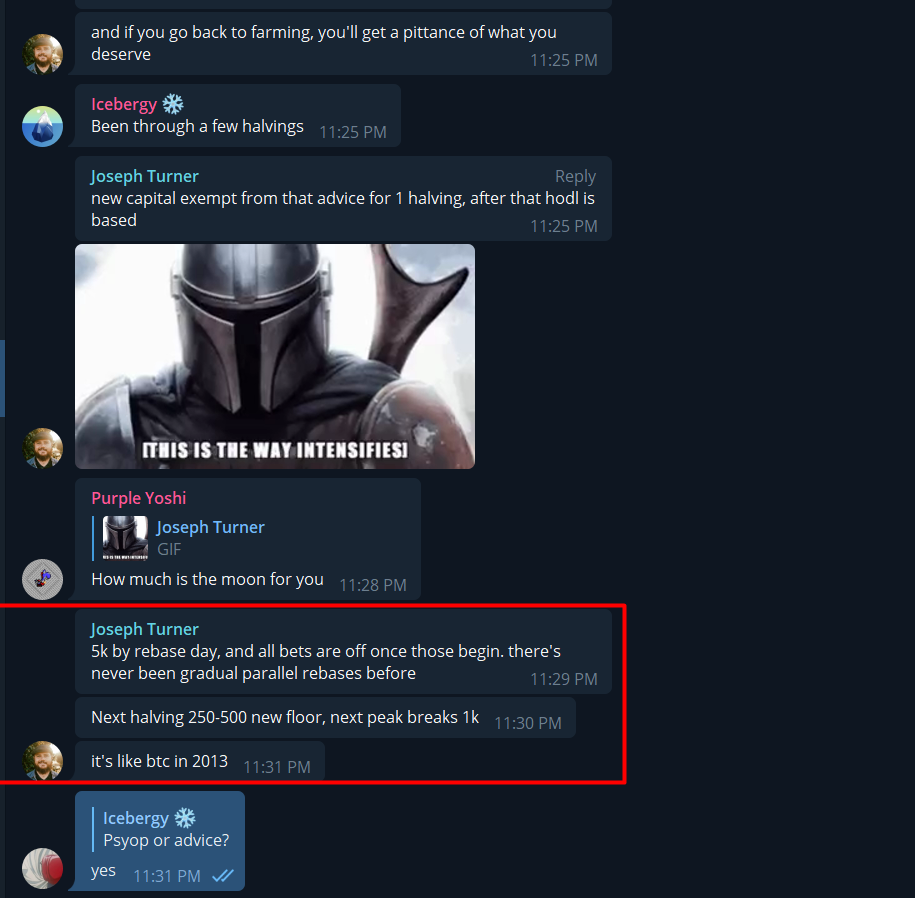 and if you go back to farming, you'll get a pittance of what you
deserve
11:25 PM
Icebergy ❄
Been through a few halvings 11:25 PM
Joseph Turner Reply
new capital exempt from that advice for 1 halving, after that hodl is
based
11:25 PM
[THIS IS THE WAY INTENSIFIES]
Purple Yoshi
Joseph Turner
GIF
How much is the moon for you 11:28 PM
Joseph Turner
5k by rebase day, and all bets are off once those begin. there's
never been gradual parallel rebases before
11:29 PM
Next halving 250-500 new floor, next peak breaks 1k 11:30 PM
it's like btc in 2013 11:31 PM
Icebergy ❄
Psyop or advice?
yes 11:31 PM